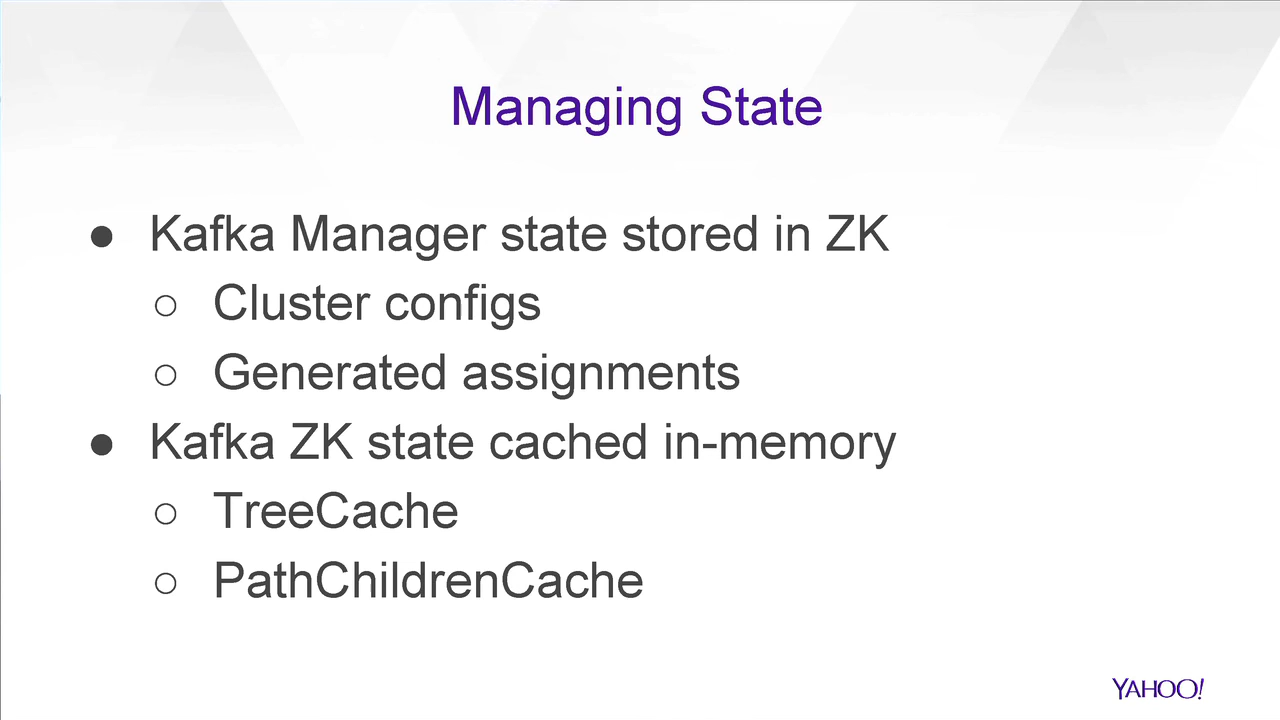 Managing State
● Kafka Manager state stored in ZK
○ Cluster configs
○ Generated assignments
● Kafka ZK state cached in-memory
○ TreeCache
○ PathChildrenCache
YAHOO!